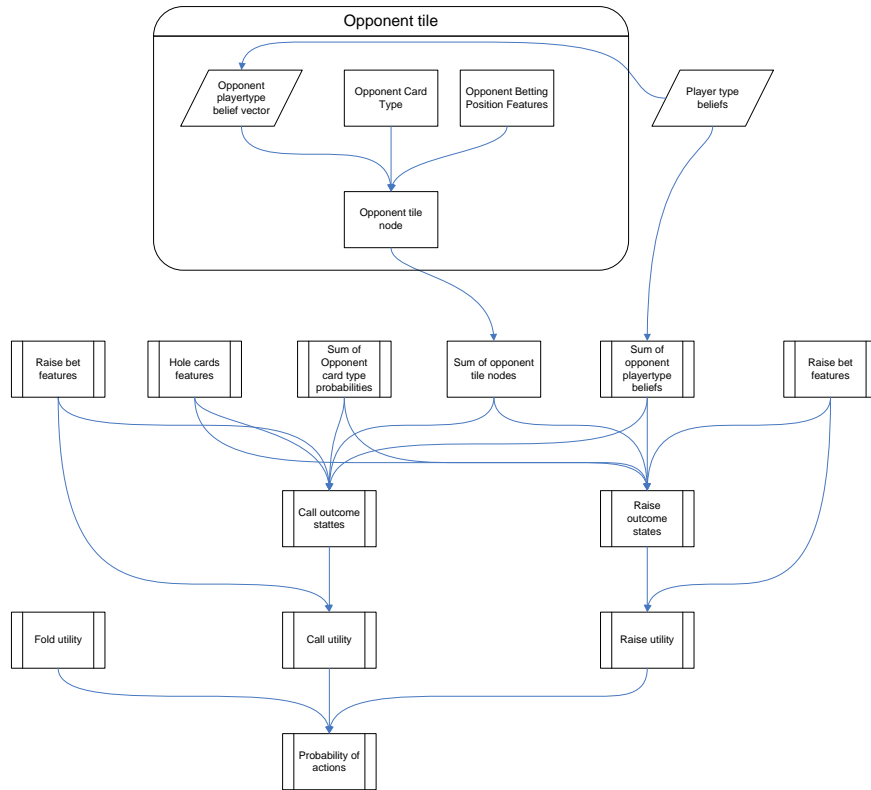 Opponent tile
Opponent
playertype
belief vector
Opponent Card
Type
Opponent Betting
Position Features
Player type
beliefs
Opponent tile
node
Raise bet
features
Hole cards
features
Sum of
Opponent
card type
probabilities
Sum of opponent
tile nodes
Sum of
opponent
playertype
beliefs
Raise bet
features
Call outcome
stattes
Raise
outcome
states
Fold utility
Call utility
Raise utility
Probability of
actions